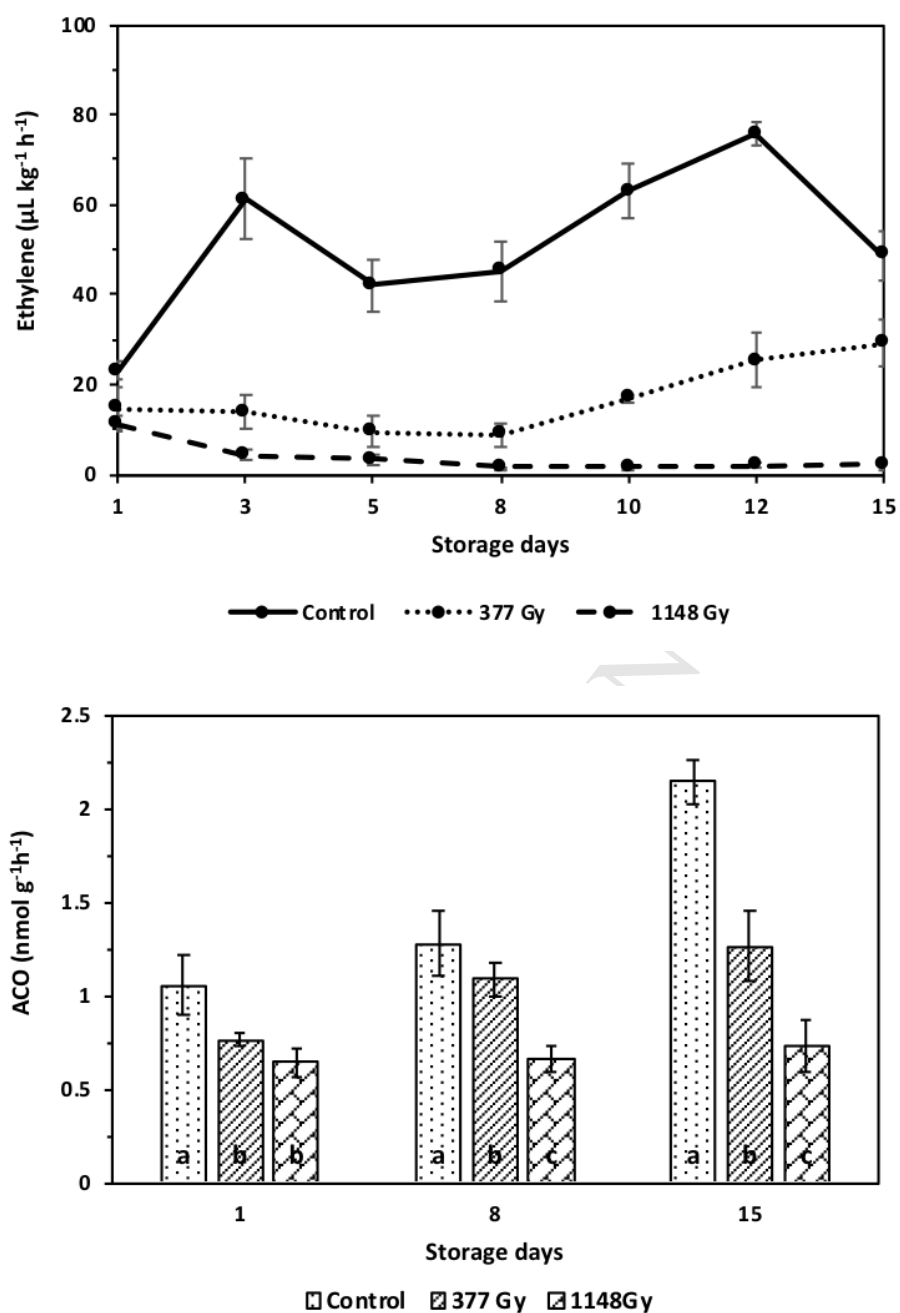 100
80
60
40
20
0
Ethylene (µL kg⁻¹ h⁻¹)
1 3 5 8 10 12 15
Storage days
Control 377 Gy 1148 Gy
2.5
2
1.5
1
0.5
0
ACO (nmol g⁻¹h⁻¹)
a b b a b c a b c
1 8 15
Storage days
Control 377 Gy 1148Gy